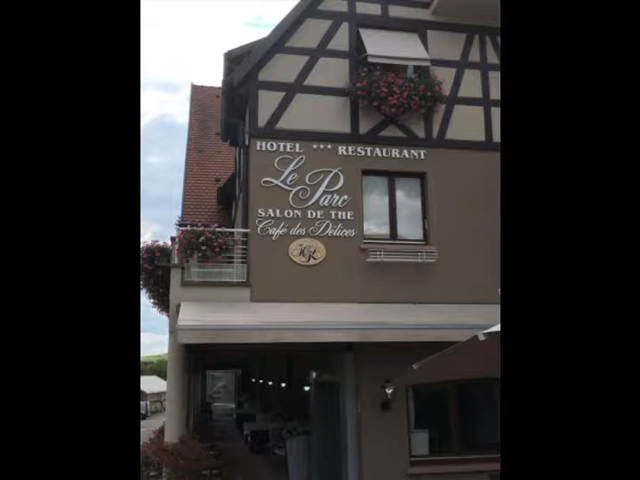 HOTEL *** RESTAURANT
Le Parc
SALON DE THE
Café des Délices